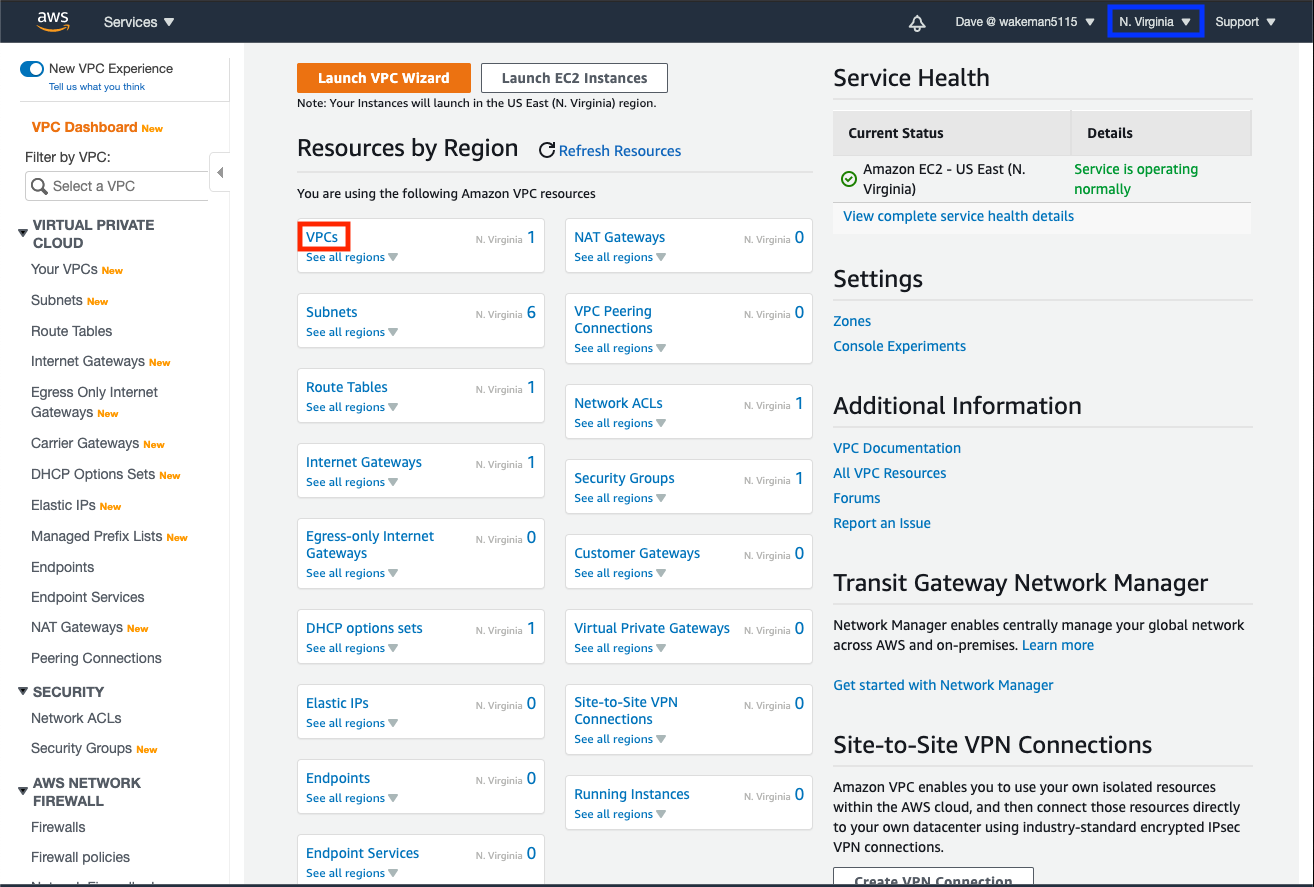 aws
Services
Dave @ wakeman5115
N. Virginia
Support
New VPC Experience
Tell us what you think
VPC Dashboard New
Filter by VPC:
Select a VPC
VIRTUAL PRIVATE
CLOUD
Your VPCs New
Subnets New
Route Tables
Internet Gateways New
Egress Only Internet
Gateways New
Carrier Gateways New
DHCP Options Sets New
Elastic IPs New
Managed Prefix Lists New
Endpoints
Endpoint Services
NAT Gateways New
Peering Connections
SECURITY
Network ACLs
Security Groups New
AWS NETWORK
FIREWALL
Firewalls
Firewall policies
Launch VPC Wizard
Launch EC2 Instances
Note: Your Instances will launch in the US East (N. Virginia) region.
Resources by Region
Refresh Resources
You are using the following Amazon VPC resources
VPCs N. Virginia 1
See all regions
Subnets N. Virginia 6
See all regions
Route Tables N. Virginia 1
See all regions
Internet Gateways N. Virginia 1
See all regions
Egress-only Internet N. Virginia 0
Gateways
See all regions
DHCP options sets N. Virginia 1
See all regions
Elastic IPs N. Virginia 0
See all regions
Endpoints N. Virginia 0
See all regions
Endpoint Services N. Virginia 0
See all regions
NAT Gateways N. Virginia 0
See all regions
VPC Peering N. Virginia 0
Connections
See all regions
Network ACLs N. Virginia 1
See all regions
Security Groups N. Virginia 1
See all regions
Customer Gateways N. Virginia 0
See all regions
Virtual Private Gateways N. Virginia 0
See all regions
Site-to-Site VPN N. Virginia 0
Connections
See all regions
Running Instances N. Virginia 0
See all regions
Service Health
Current Status Details
Amazon EC2 - US East (N. Service is operating
Virginia) normally
View complete service health details
Settings
Zones
Console Experiments
Additional Information
VPC Documentation
All VPC Resources
Forums
Report an Issue
Transit Gateway Network Manager
Network Manager enables centrally manage your global network
across AWS and on-premises. Learn more
Get started with Network Manager
Site-to-Site VPN Connections
Amazon VPC enables you to use your own isolated resources
within the AWS cloud, and then connect those resources directly
to your own datacenter using industry-standard encrypted IPsec
VPN connections.
Create VPN Connection